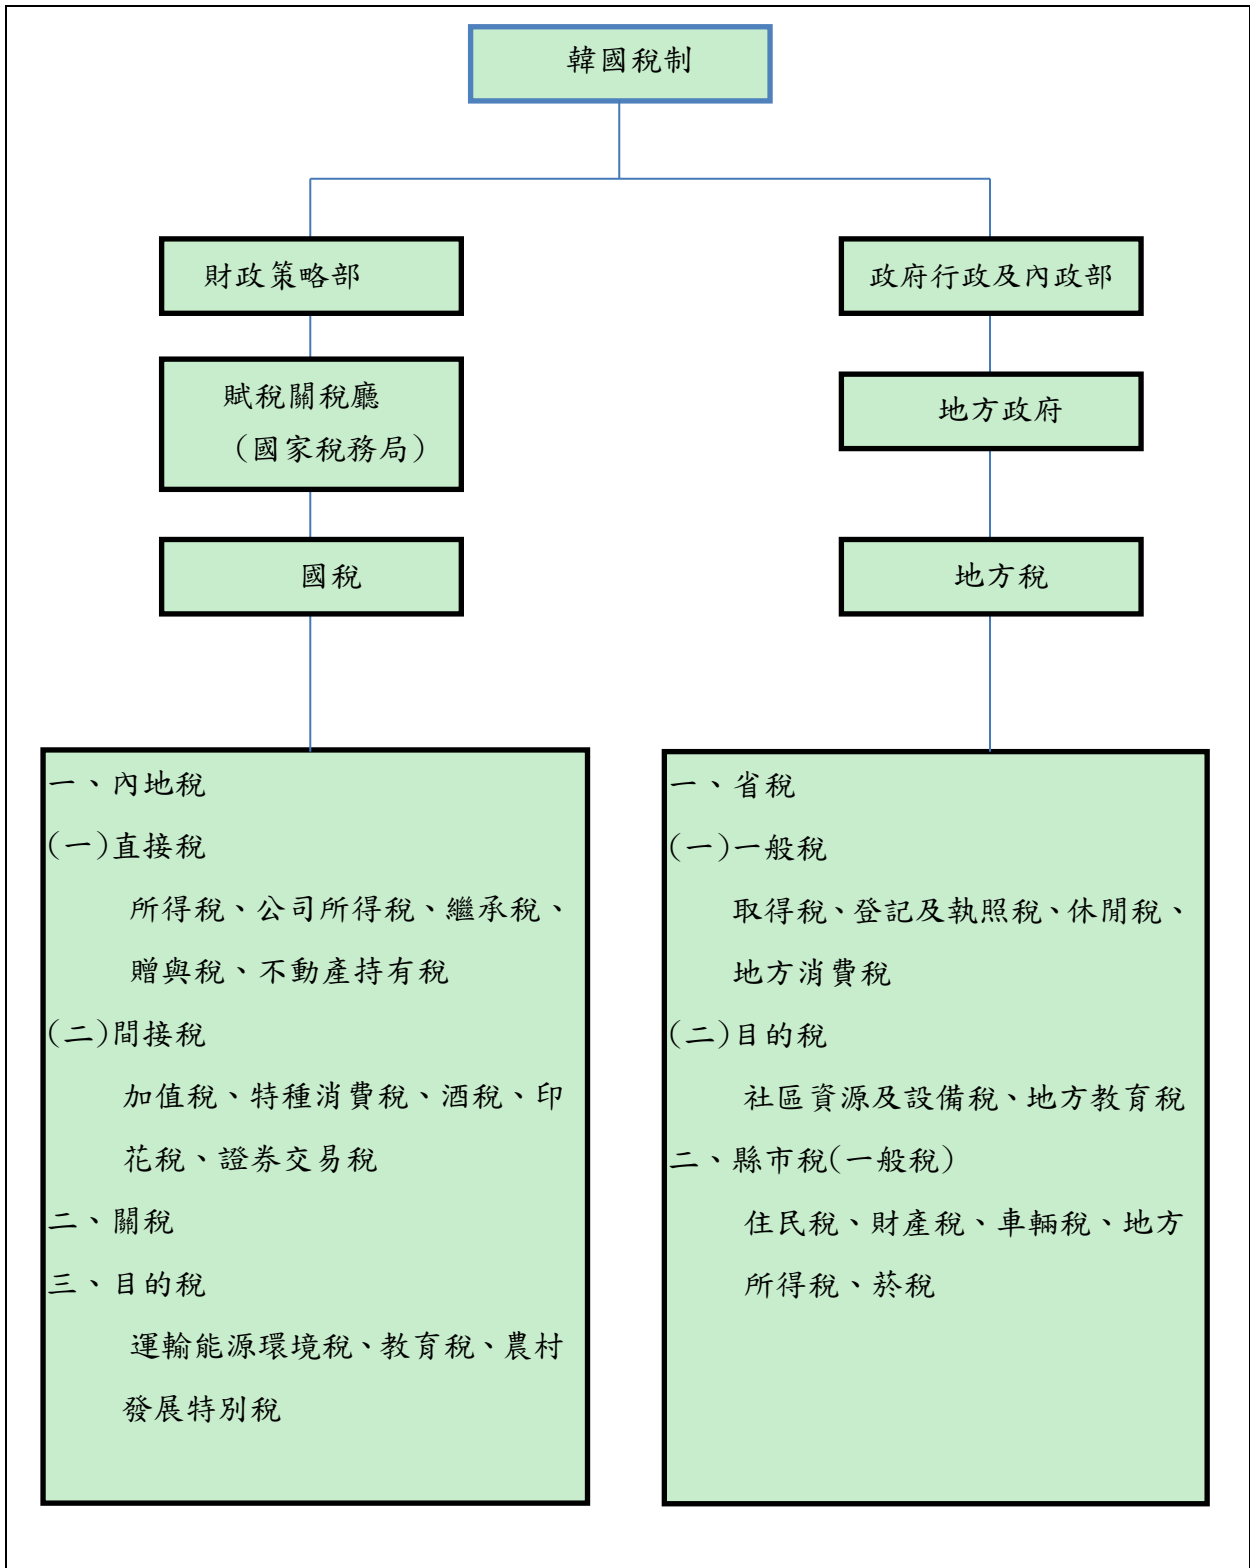 韓國稅制
財政策略部
賦稅關稅廳
（國家稅務局）
國稅
一、內地稅
(一)直接稅
所得稅、公司所得稅、繼承稅、
贈與稅、不動產持有稅
(二)間接稅
加值稅、特種消費稅、酒稅、印
花稅、證券交易稅
二、關稅
三、目的稅
運輸能源環境稅、教育稅、農村
發展特別稅
政府行政及內政部
地方政府
地方稅
一、省稅
(一)一般稅
取得稅、登記及執照稅、休閒稅、
地方消費稅
(二)目的稅
社區資源及設備稅、地方教育稅
二、縣市稅(一般稅)
住民稅、財產稅、車輛稅、地方
所得稅、菸稅